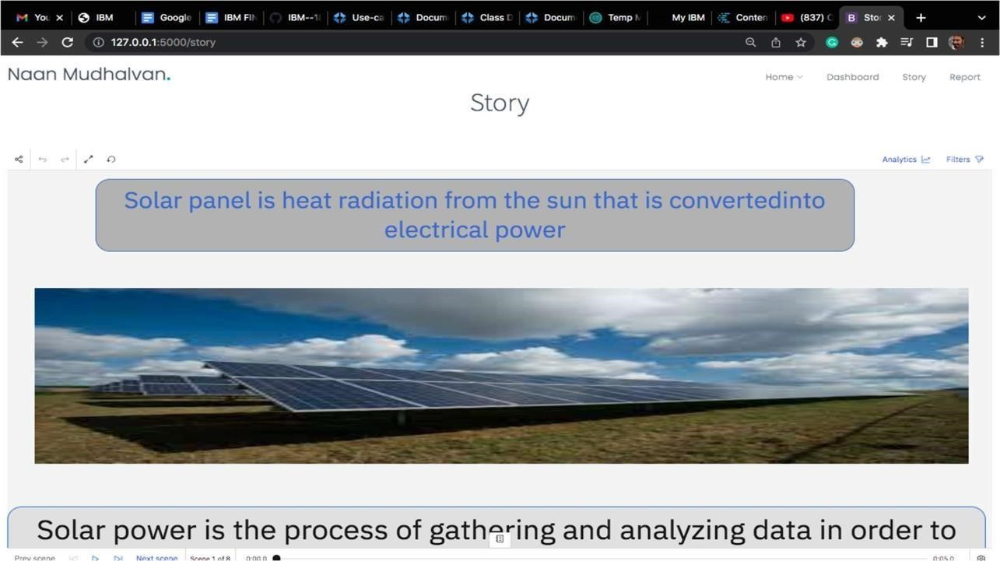 You
IBM
Google
IBM FIN
IBM--1
Use-ca
Docum
Class D
Docum
Temp M
My IBM
Conten
(837)
Stor
127.0.0.1:5000/story
Naan Mudhalvan.
Home
Dashboard
Story
Report
Story
Analytics
Filters
Solar panel is heat radiation from the sun that is convertedinto
electrical power
Solar power is the process of gathering and analyzing data in order to
Prev scene
Next scene
Scene 1 of 8
0:00.0
0:05.0